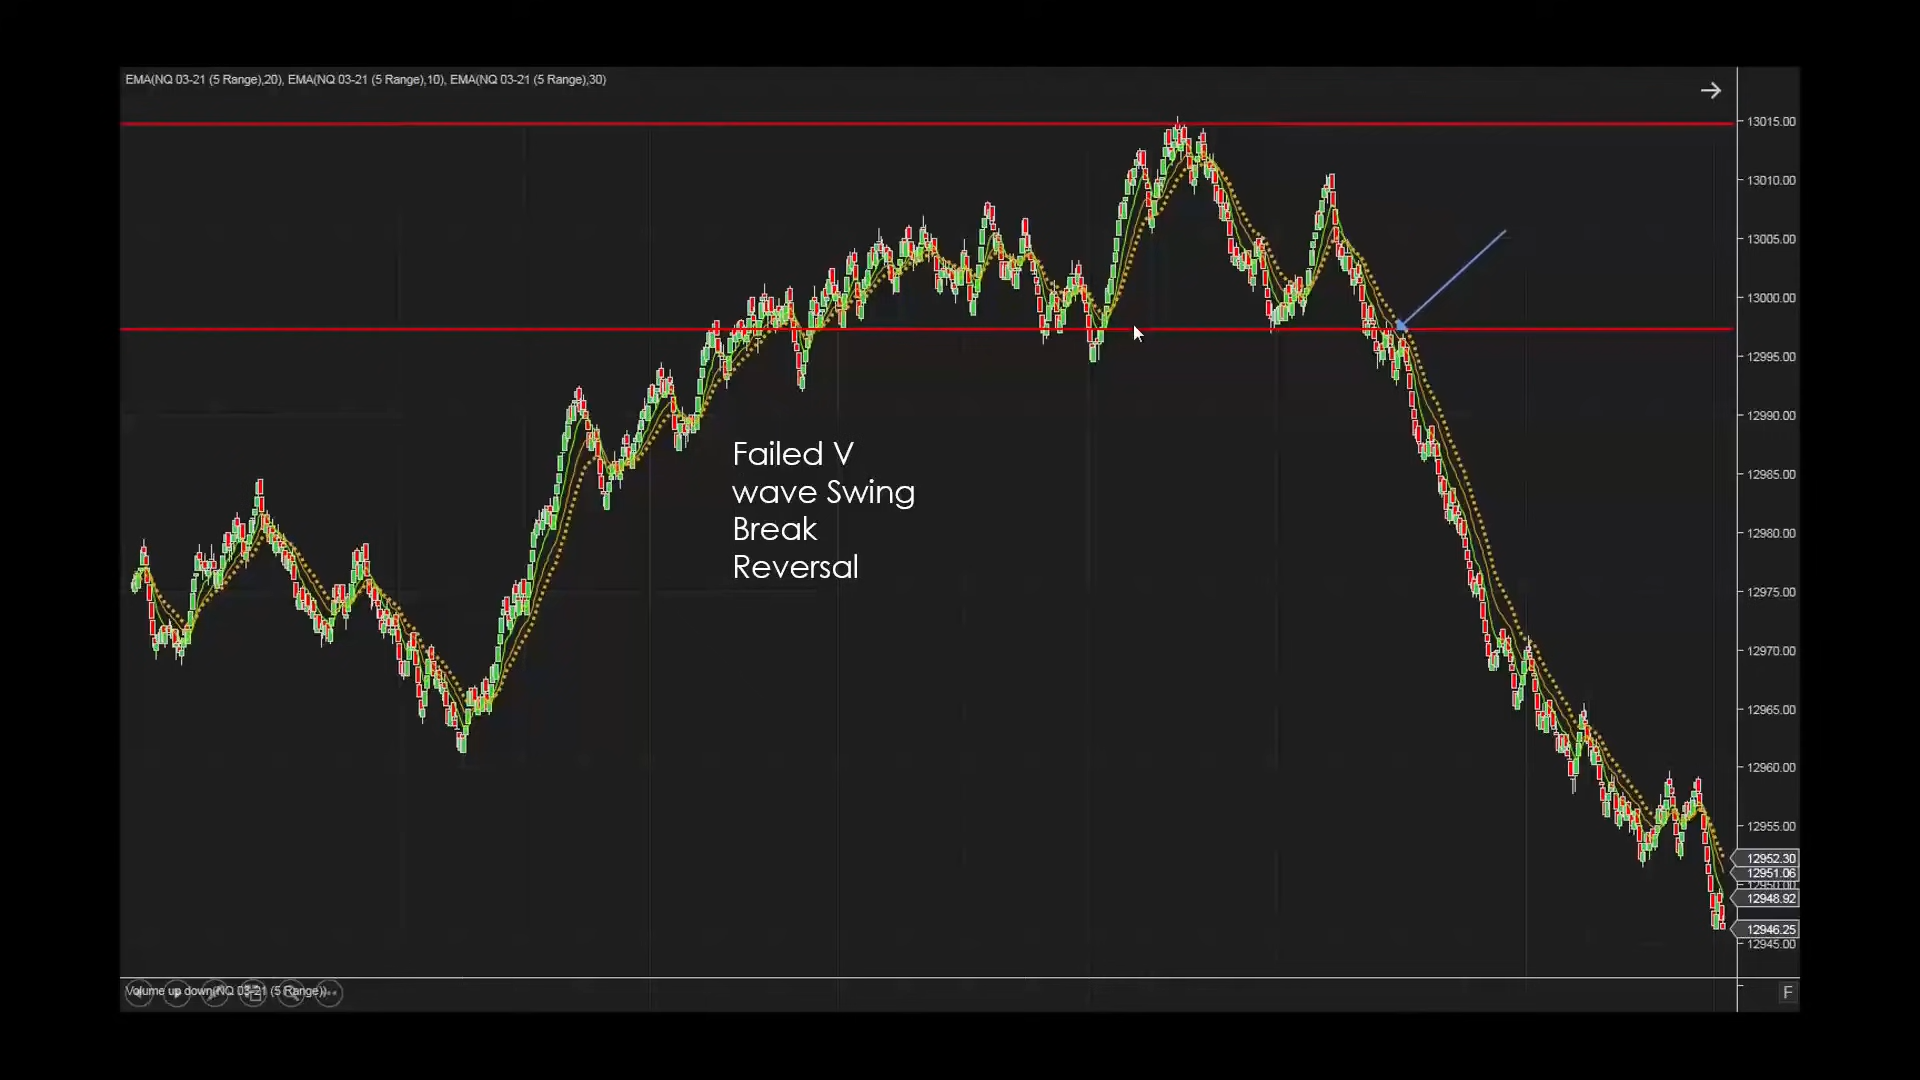 EMA(NQ 03-21 (5 Range),20), EMA(NQ 03-21 (5 Range),10), EMA(NQ 03-21 (5 Range),30)
13015.00
13010.00
13005.00
13000.00
12995.00
12990.00
Failed V
wave Swing
Break
Reversal
12985.00
12980.00
12975.00
12970.00
12965.00
12960.00
12955.00
12952.30
12951.06
12950.00
12948.92
12946.25
12945.00
Volume up down(NQ 03-21 (5 Range))
F